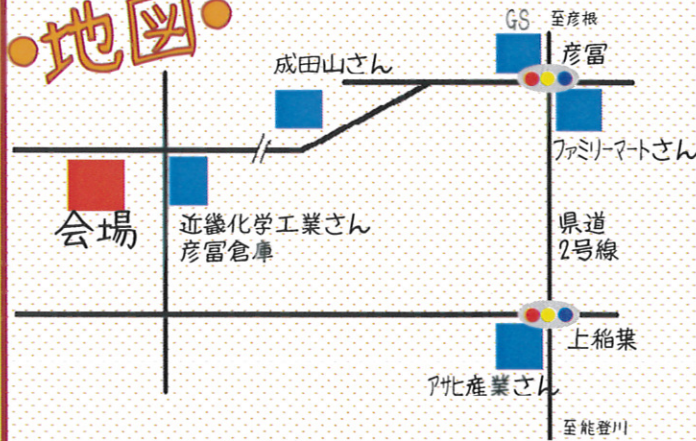 ●地図●
GS
至彦根
彦冨
成田山さん
ファミリーマートさん
会場
近畿化学工業さん
彦冨倉庫
県道
2号線
上稲葉
アサヒ産業さん
至能登川